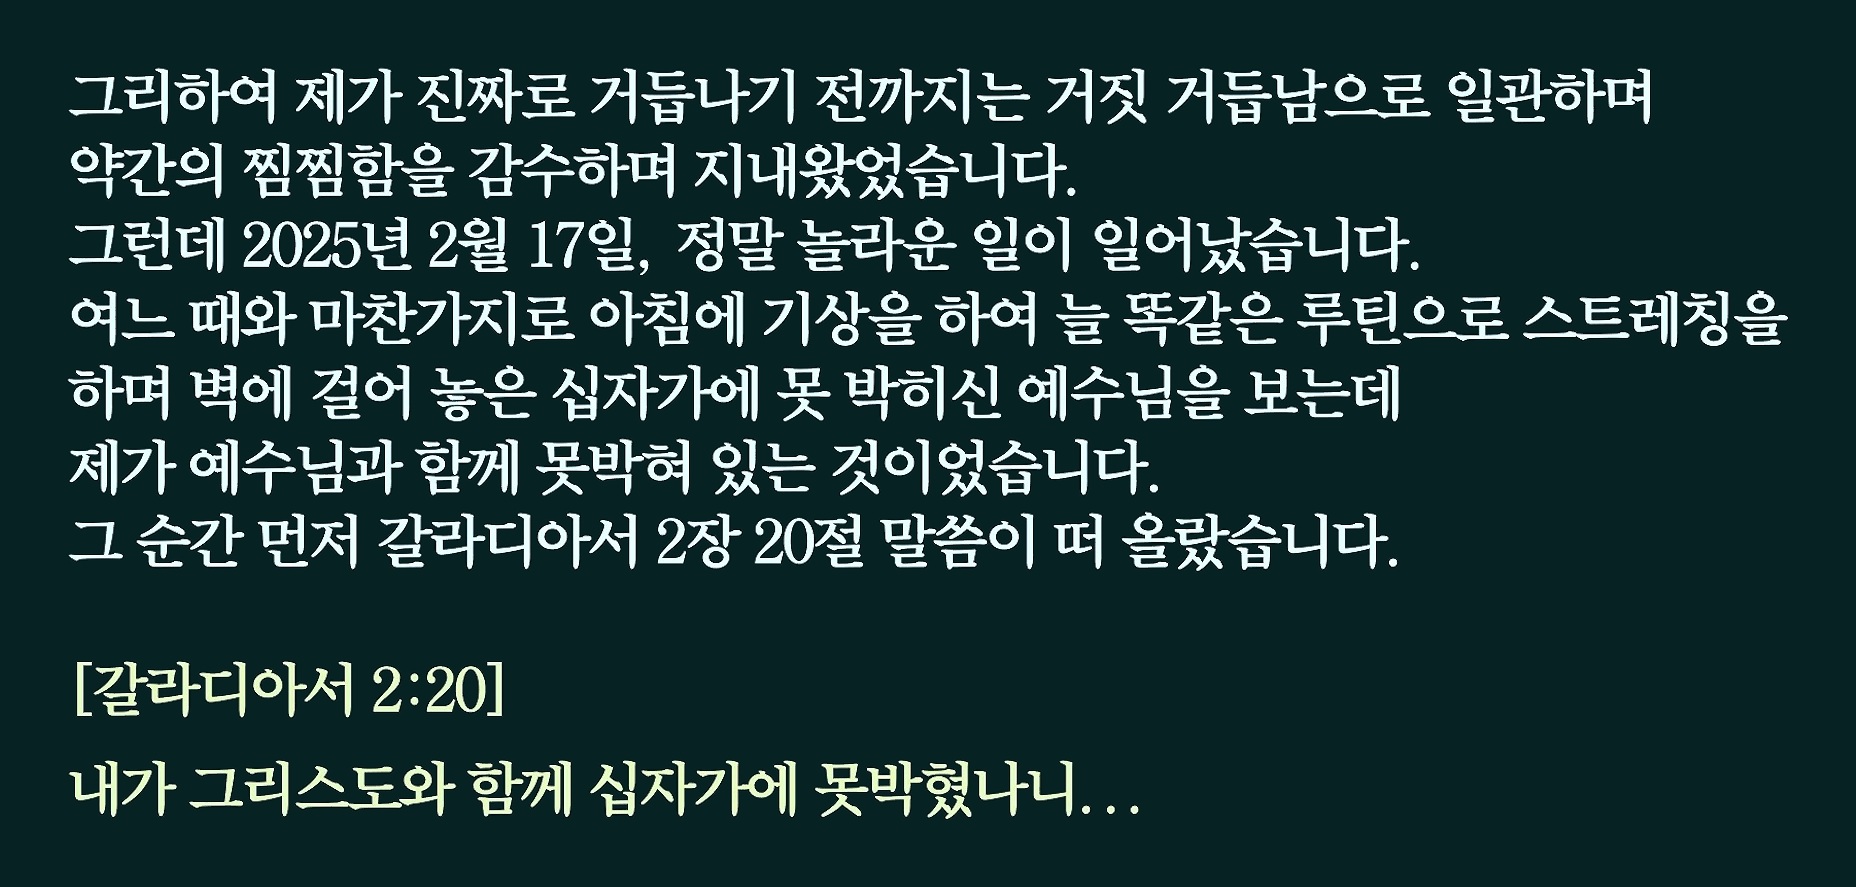 그리하여 제가 진짜로 거듭나기 전까지는 거짓 거듭남으로 일관하며
약간의 찜찜함을 감수하며 지내왔었습니다.
그런데 2025년 2월 17일, 정말 놀라운 일이 일어났습니다.
여느 때와 마찬가지로 아침에 기상을 하여 늘 똑같은 루틴으로 스트레칭을
하며 벽에 걸어 놓은 십자가에 못 박히신 예수님을 보는데
제가 예수님과 함께 못박혀 있는 것이었습니다.
그 순간 먼저 갈라디아서 2장 20절 말씀이 떠 올랐습니다.
[갈라디아서 2:20]
내가 그리스도와 함께 십자가에 못박혔나니...